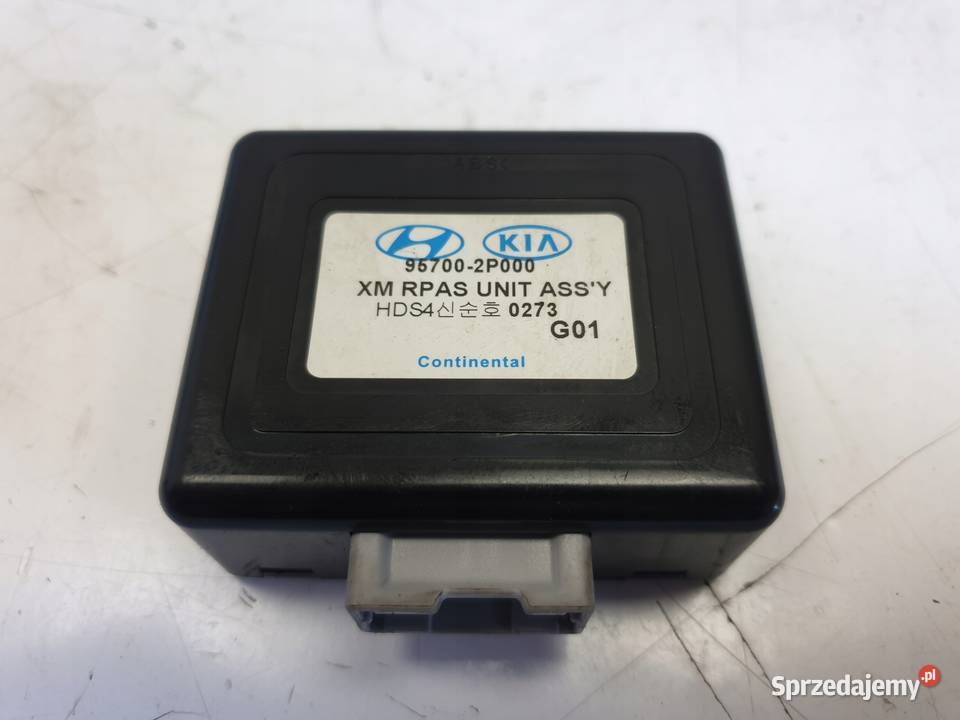 KIA
95700-2P000
XM RPAS UNIT ASS'Y
HDS4신순호 0273
G01
Continental
Sprzedajemy.pl